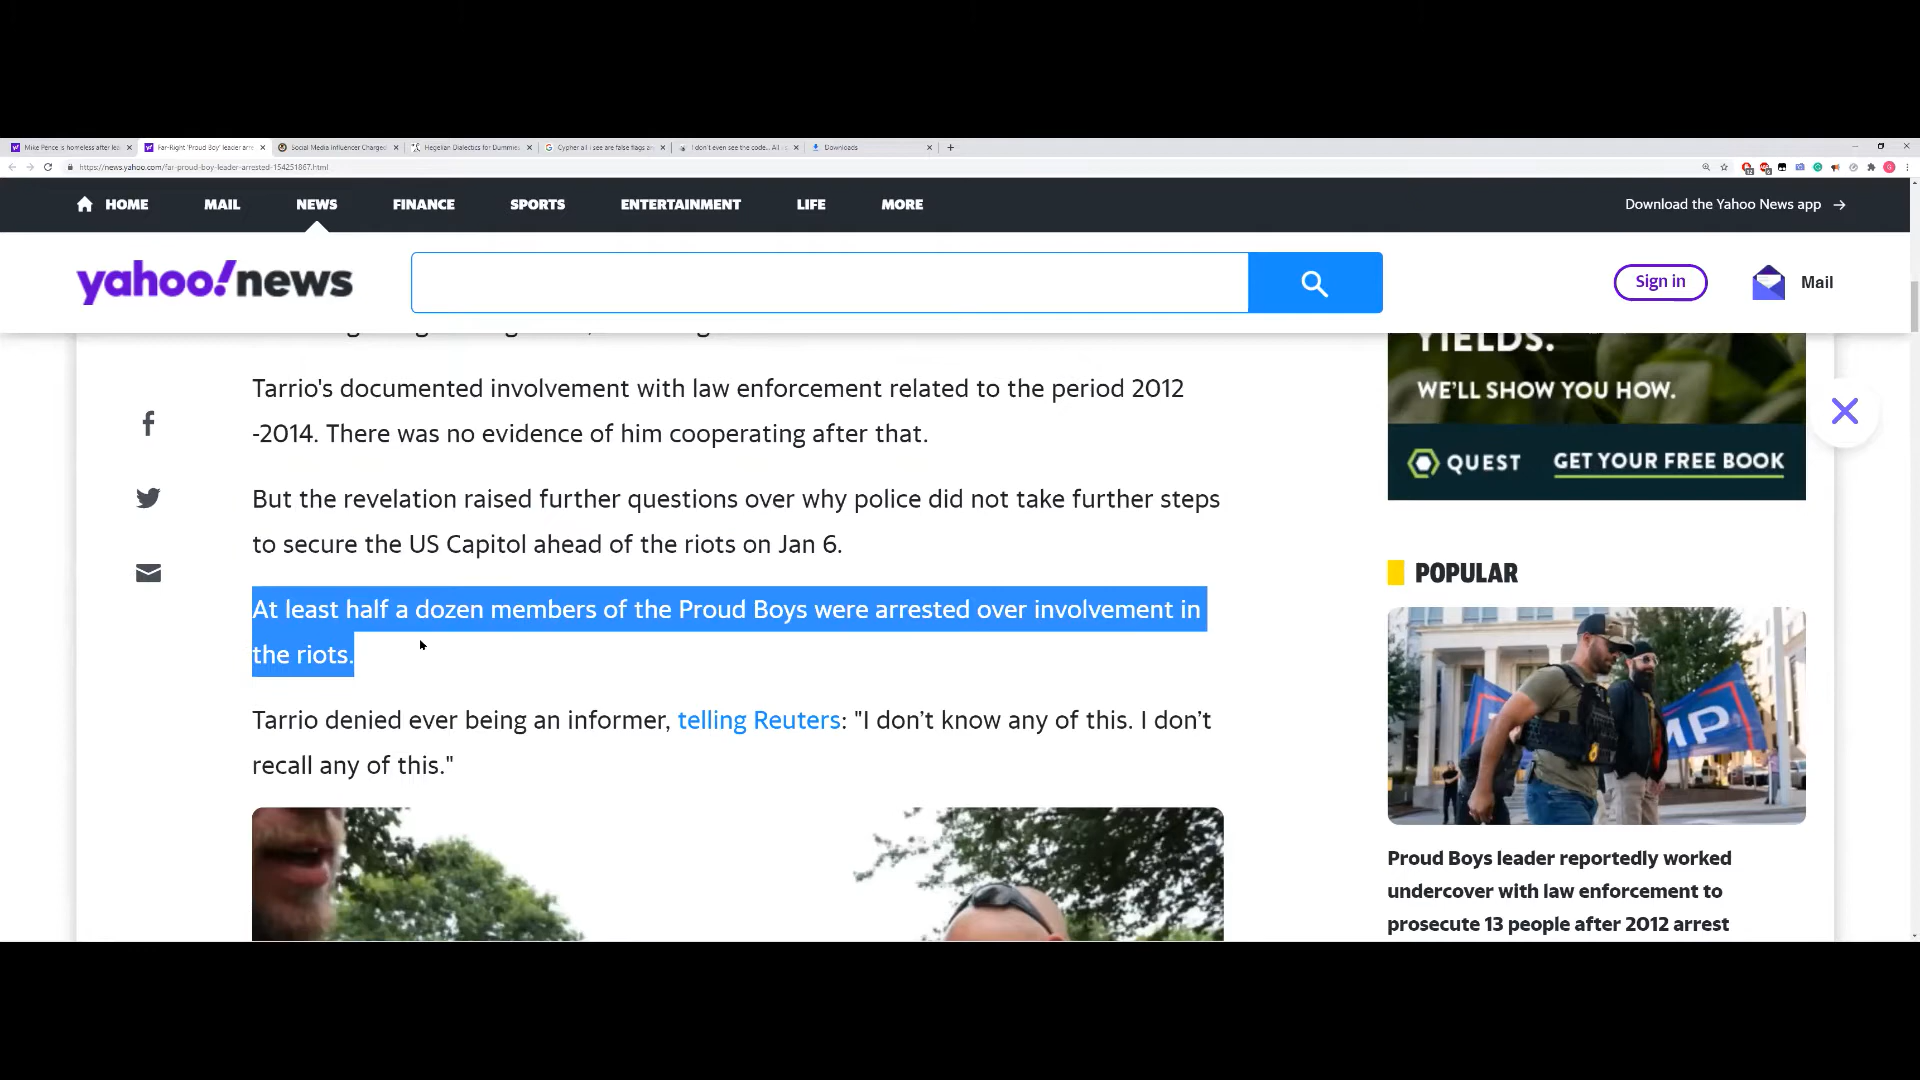 Mike Pence is homeless after lea
Far-Right 'Proud Boy' leader arre
Social Media Influencer Charged
Hegelian Dialectics for Dummies
Cypher all i see are false flags a
I don't even see the code... All
Downloads
https://news.yahoo.com/far-proud-boy-leader-arrested-154251867.html
HOME MAIL NEWS FINANCE SPORTS ENTERTAINMENT LIFE MORE Download the Yahoo News app →
yahoo!news Sign in Mail
Tarrio's documented involvement with law enforcement related to the period 2012
-2014. There was no evidence of him cooperating after that.
But the revelation raised further questions over why police did not take further steps
to secure the US Capitol ahead of the riots on Jan 6.
At least half a dozen members of the Proud Boys were arrested over involvement in
the riots.
Tarrio denied ever being an informer, telling Reuters: "I don’t know any of this. I don’t
recall any of this."
YIELDS.
WE'LL SHOW YOU HOW.
QUEST GET YOUR FREE BOOK
POPULAR
MP
Proud Boys leader reportedly worked
undercover with law enforcement to
prosecute 13 people after 2012 arrest